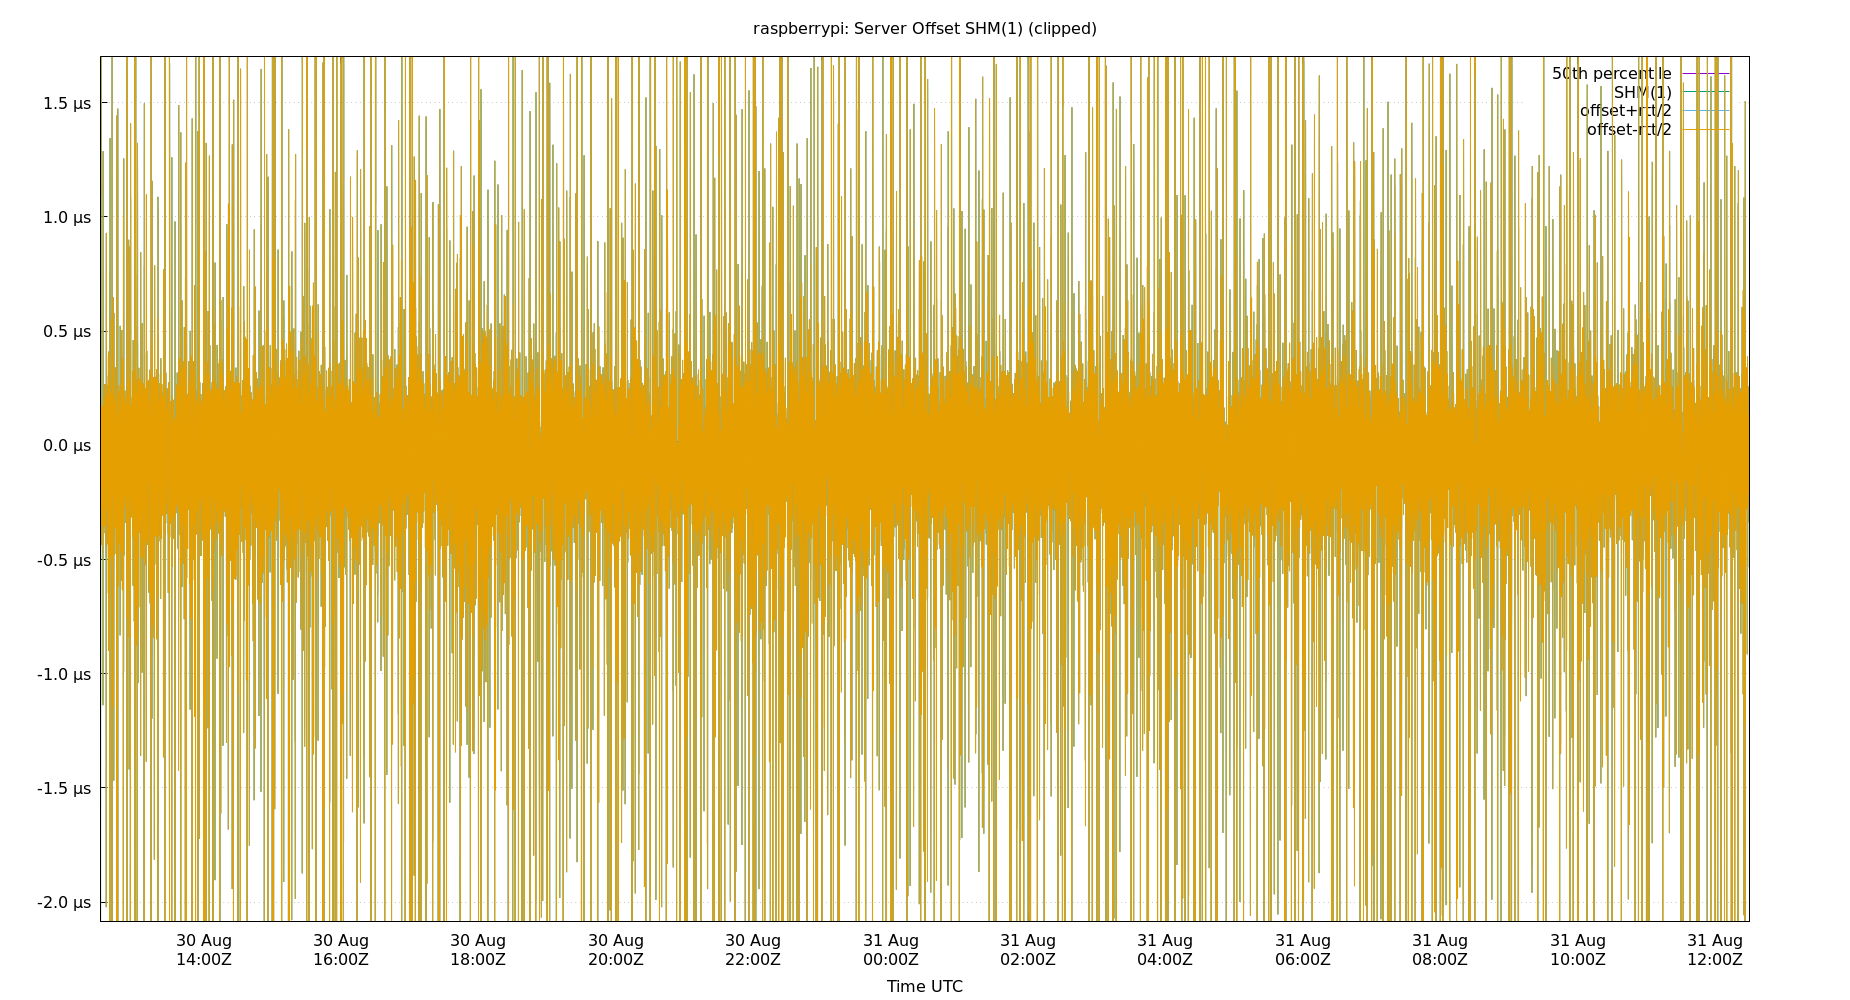 raspberrypi: Server Offset SHM(1) (clipped)
50th percentile
SHM(1)
offset+rtt/2
offset-rtt/2
1.5 µs
1.0 µs
0.5 µs
0.0 µs
-0.5 µs
-1.0 µs
-1.5 µs
-2.0 µs
30 Aug 30 Aug 30 Aug 30 Aug 30 Aug 31 Aug 31 Aug 31 Aug 31 Aug 31 Aug 31 Aug 31 Aug
14:00Z 16:00Z 18:00Z 20:00Z 22:00Z 00:00Z 02:00Z 04:00Z 06:00Z 08:00Z 10:00Z 12:00Z
Time UTC